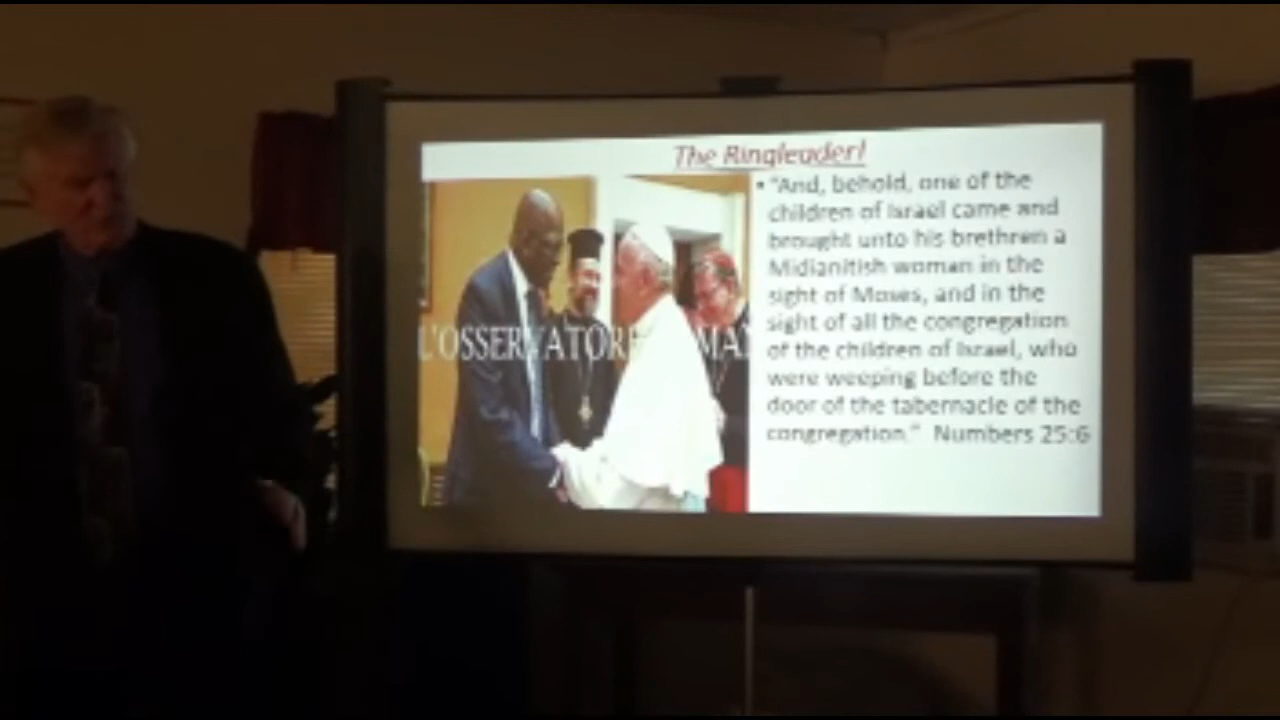 The Ringleader!
• "And, behold, one of the
children of Israel came and
brought unto his brethren a
Midianitish woman in the
sight of Moses, and in the
sight of all the congregation
of the children of Israel, who
were weeping before the
door of the tabernacle of the
congregation." Numbers 25:6
L'OSSERVATORE MAN